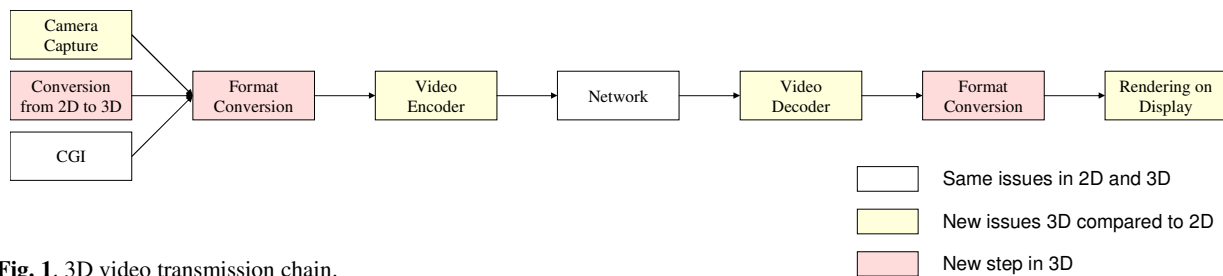 Camera
Capture
Conversion
from 2D to 3D
CGI
Format
Conversion
Video
Encoder
Network
Video
Decoder
Format
Conversion
Rendering on
Display
Same issues in 2D and 3D
New issues 3D compared to 2D
New step in 3D
Fig. 1. 3D video transmission chain.